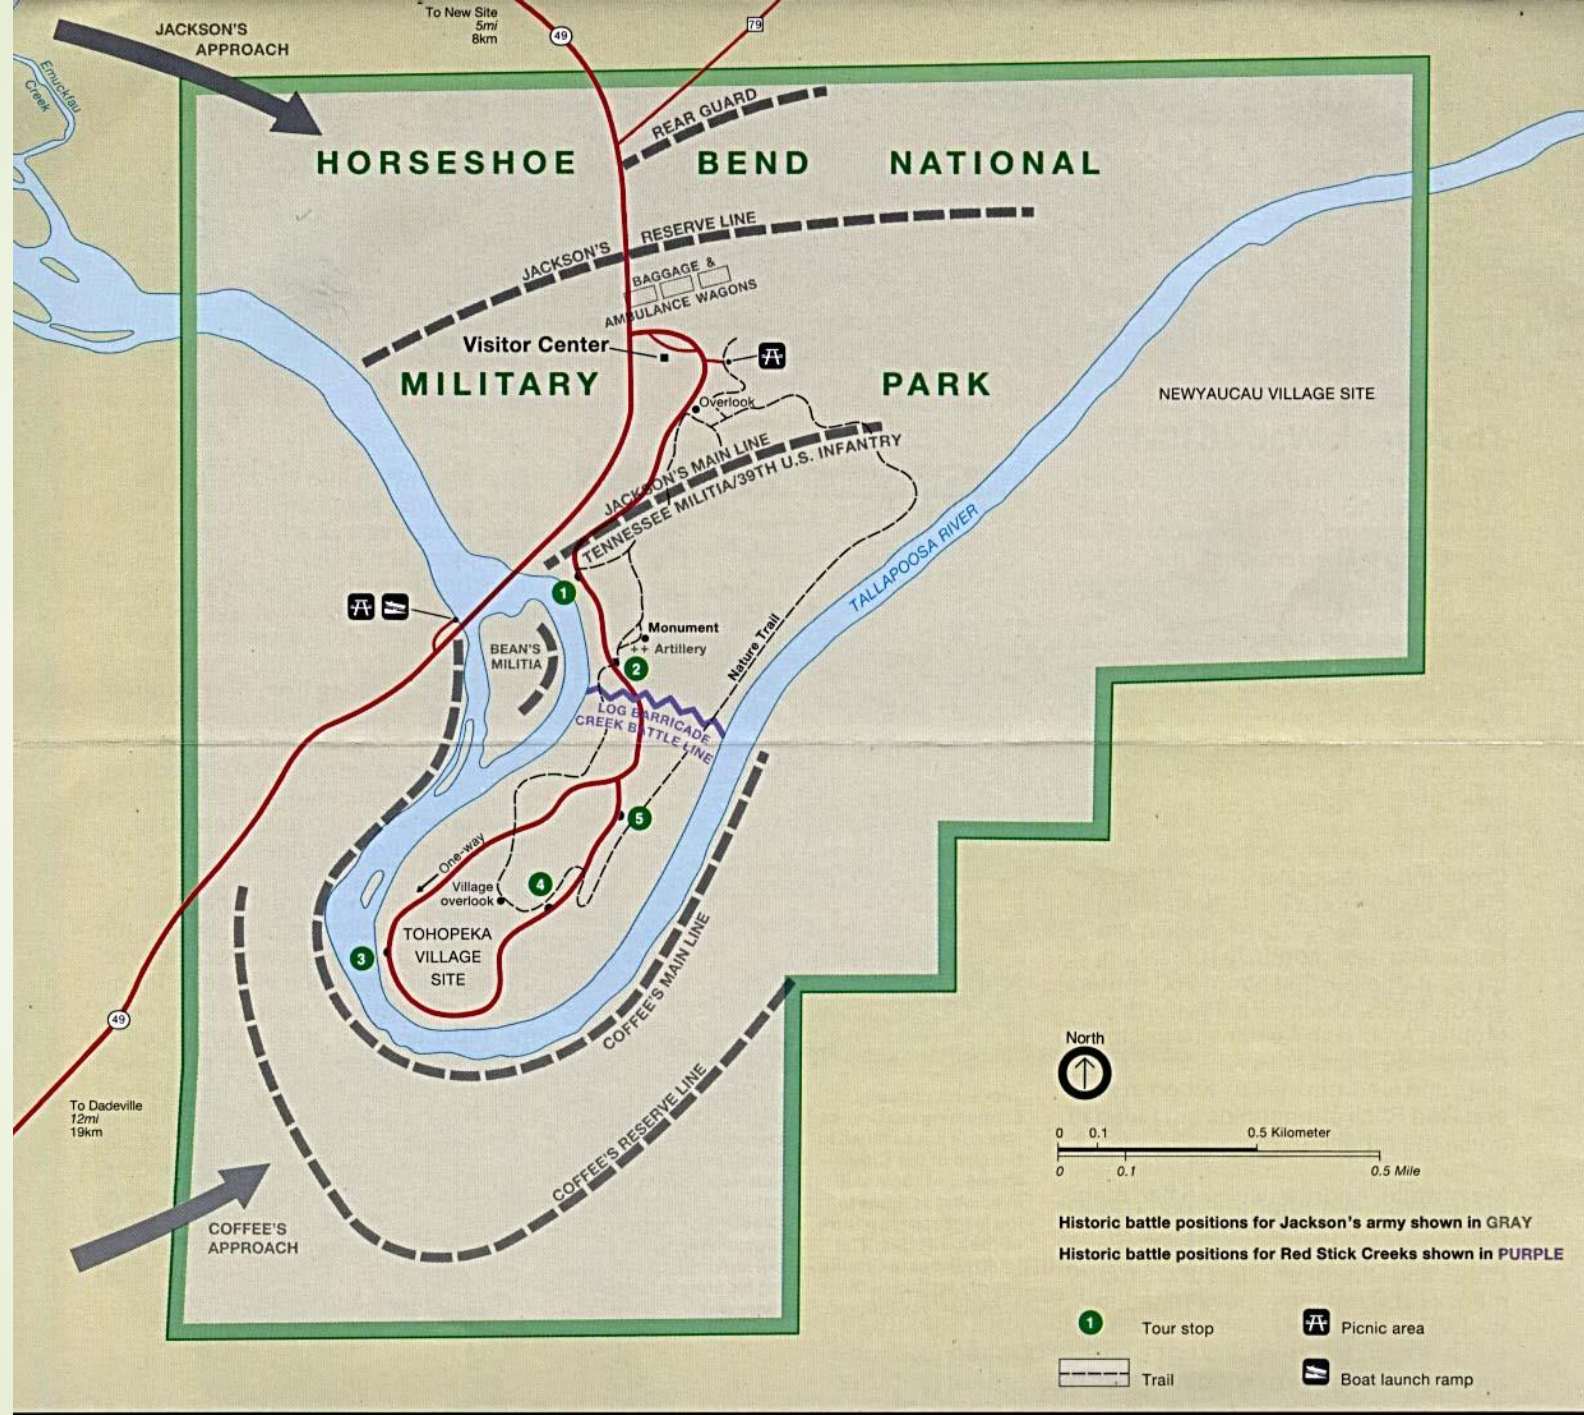 JACKSON'S
APPROACH
To New Site
5mi
8km
49
79
Emuckfau
Creek
REAR GUARD
HORSESHOE BEND NATIONAL
JACKSON'S RESERVE LINE
BAGGAGE &
AMBULANCE WAGONS
Visitor Center
MILITARY PARK
NEWYAUCAU VILLAGE SITE
Overlook
JACKSON'S MAIN LINE
TENNESSEE MILITIA/39TH U.S. INFANTRY
TALLAPOOSA RIVER
1
BEAN'S
MILITIA
Monument
++ Artillery
2
Nature Trail
LOG BARRICADE
CREEK BATTLE LINE
5
One-way
4
Village
overlook
TOHOPEKA
VILLAGE
SITE
3
COFFEE'S MAIN LINE
49
To Dadeville
12mi
19km
COFFEE'S RESERVE LINE
COFFEE'S
APPROACH
North
0 0.1 0.5 Kilometer
0 0.1 0.5 Mile
Historic battle positions for Jackson's army shown in GRAY
Historic battle positions for Red Stick Creeks shown in PURPLE
1 Tour stop
Picnic area
Trail
Boat launch ramp